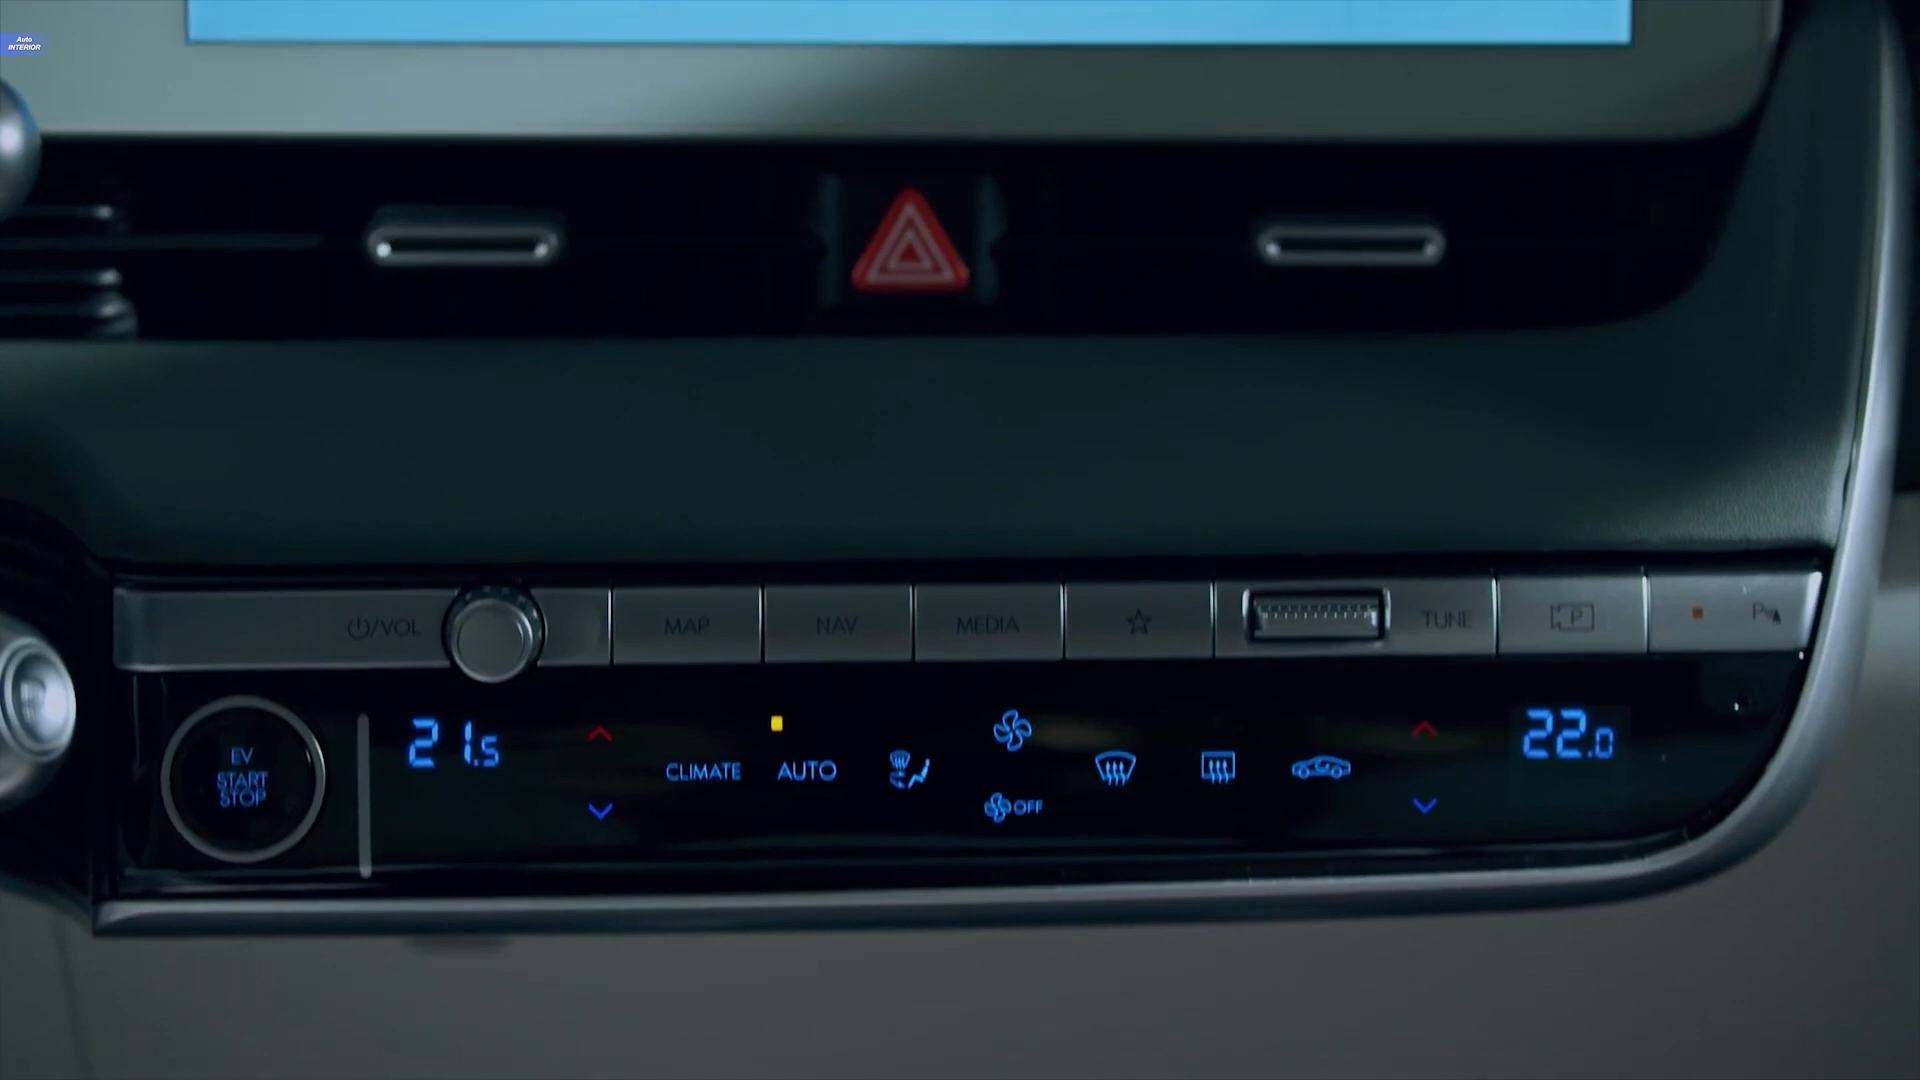 Auto
INTERIOR
/VOL
MAP
NAV
MEDIA
TUNE
P
P
EV
START
STOP
21.5
CLIMATE
AUTO
OFF
22.0